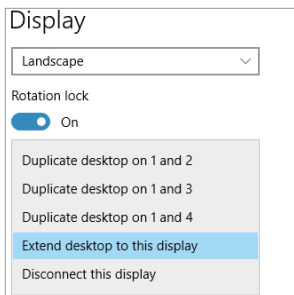 Display
Landscape
Rotation lock
On
Duplicate desktop on 1 and 2
Duplicate desktop on 1 and 3
Duplicate desktop on 1 and 4
Extend desktop to this display
Disconnect this display